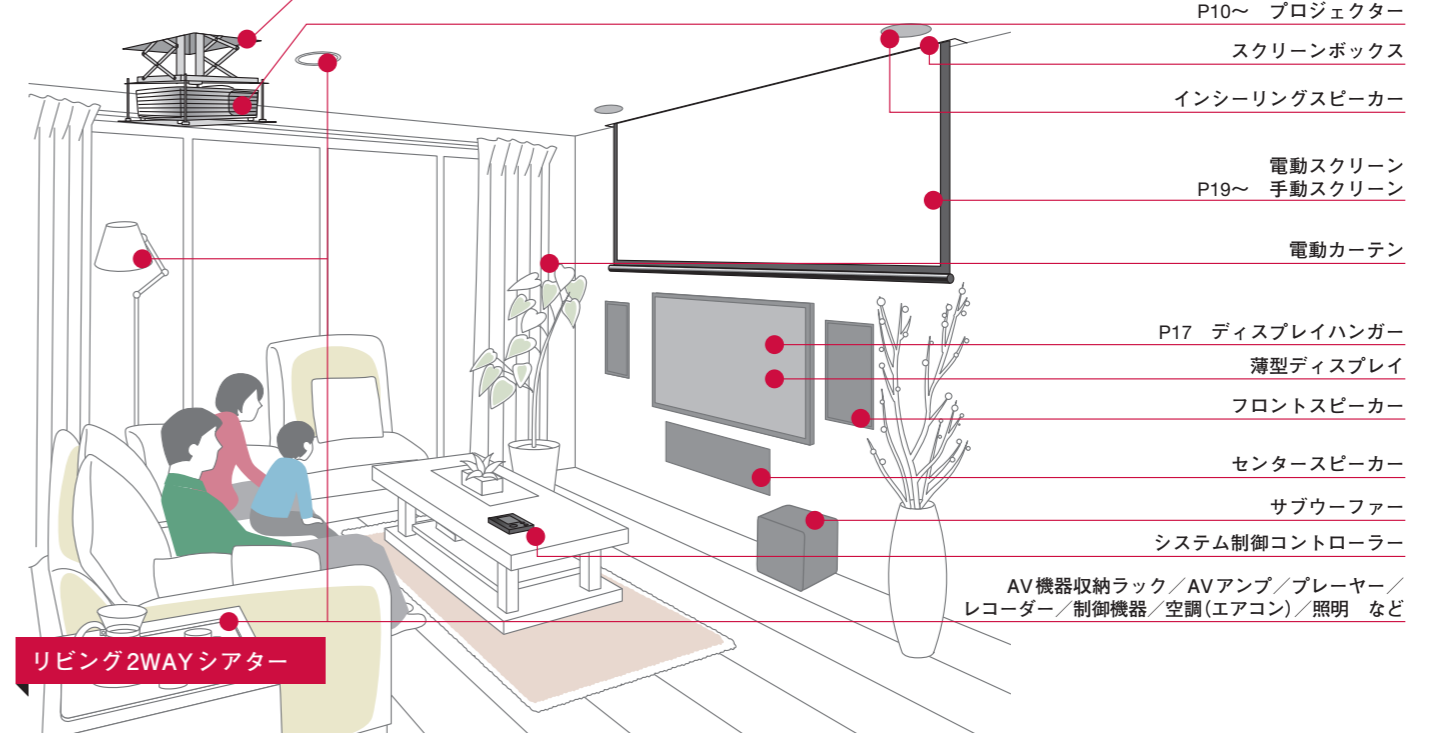 P10～　プロジェクター
スクリーンボックス
インシーリングスピーカー
電動スクリーン
P19～　手動スクリーン
電動カーテン
P17　ディスプレイハンガー
薄型ディスプレイ
フロントスピーカー
センタースピーカー
サブウーファー
システム制御コントローラー
AV機器収納ラック／AVアンプ／プレーヤー／
レコーダー／制御機器／空調(エアコン)／照明　など
リビング2WAYシアター